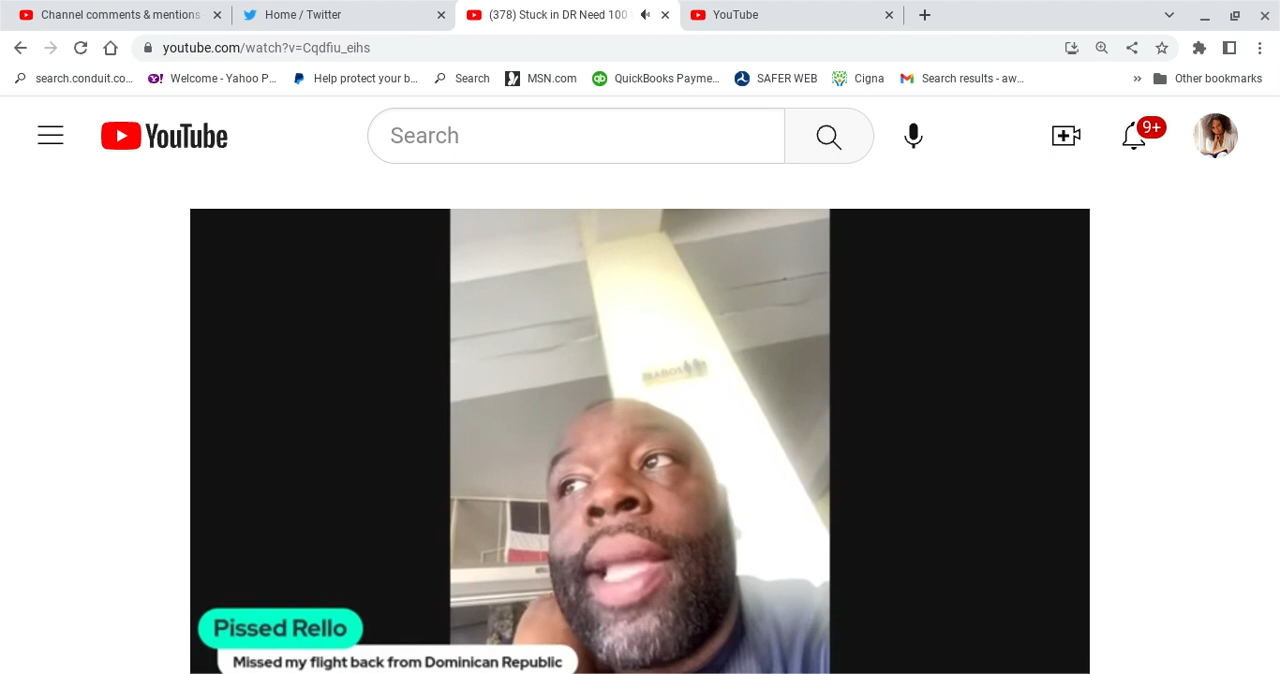 Channel comments & mentions
Home / Twitter
(378) Stuck in DR Need 100
YouTube
youtube.com/watch?v=Cqdfiu_eihs
search.conduit.co...
Welcome - Yahoo P...
Help protect your b...
Search
MSN.com
QuickBooks Payme...
SAFER WEB
Cigna
Search results - aw...
»
Other bookmarks
YouTube
Search
9+
Pissed Rello
Missed my flight back from Dominican Republic